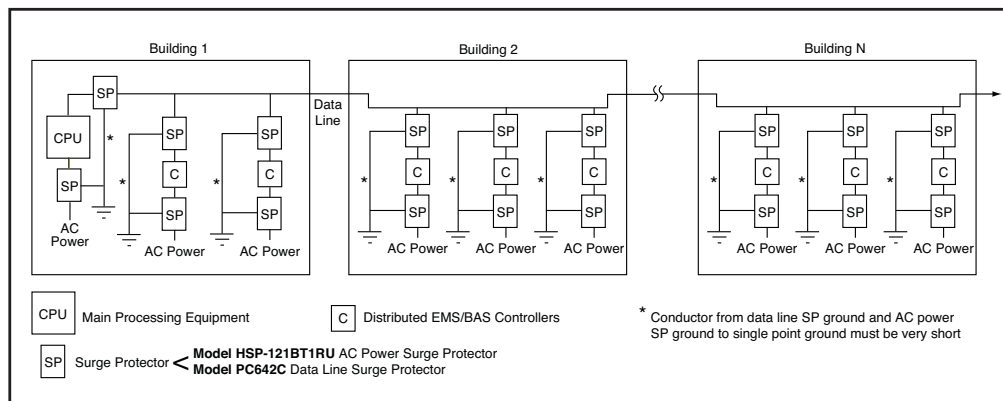 Building 1
Building 2
Building N
SP
Data
Line
CPU
*
SP
SP
SP
SP
SP
SP
SP
SP
SP
*
C
*
C
*
C
*
C
*
C
*
C
*
C
*
C
SP
SP
SP
SP
SP
SP
SP
SP
SP
AC
Power
AC Power
AC Power
AC Power
AC Power
AC Power
AC Power
AC Power
AC Power
CPU
Main Processing Equipment
C
Distributed EMS/BAS Controllers
* Conductor from data line SP ground and AC power
SP ground to single point ground must be very short
SP
Surge Protector <
Model HSP-121BT1RU AC Power Surge Protector
Model PC642C Data Line Surge Protector